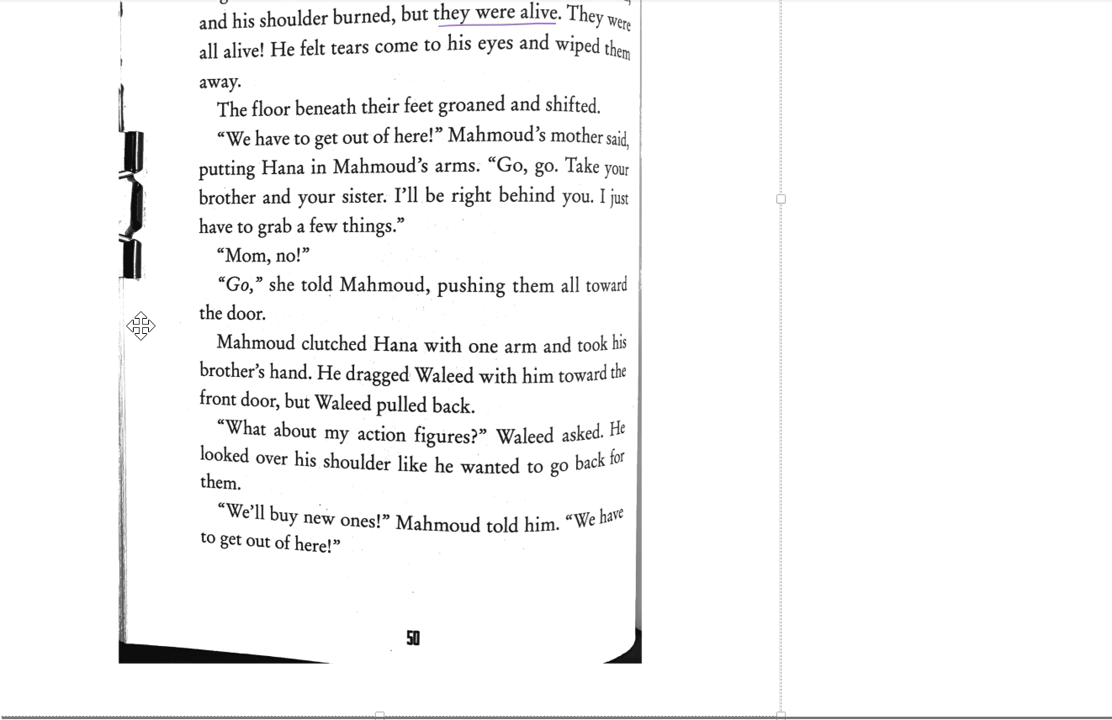 and his shoulder burned, but they were alive. They were
all alive! He felt tears come to his eyes and wiped them
away.
The floor beneath their feet groaned and shifted.
“We have to get out of here!” Mahmoud’s mother said,
putting Hana in Mahmoud’s arms. “Go, go. Take your
brother and your sister. I’ll be right behind you. I just
have to grab a few things.”
“Mom, no!”
“Go,” she told Mahmoud, pushing them all toward
the door.
Mahmoud clutched Hana with one arm and took his
brother’s hand. He dragged Waleed with him toward the
front door, but Waleed pulled back.
“What about my action figures?” Waleed asked. He
looked over his shoulder like he wanted to go back for
them.
“We’ll buy new ones!” Mahmoud told him. “We have
to get out of here!”
50